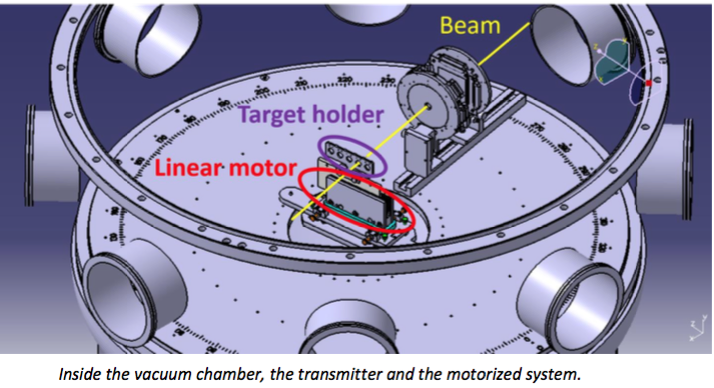 Beam
Target holder
Linear motor
Inside the vacuum chamber, the transmitter and the motorized system.